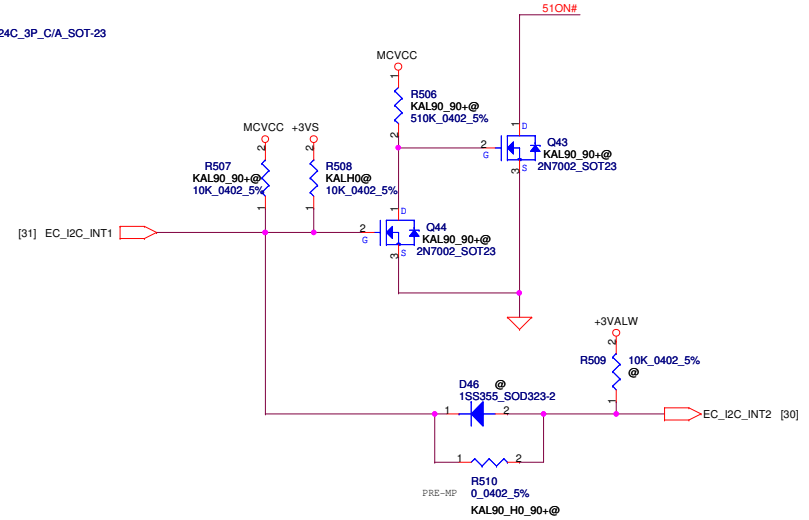 51ON#
24C_3P_C/A_SOT-23
MCVCC
1
R506
KAL90_90+@
510K_0402_5%
2
1
D
Q43
KAL90_90+@
2N7002_SOT23
2
G
S
3
MCVCC +3VS
2
2
R507
KAL90_90+@
10K_0402_5%
1
R508
KALH0@
10K_0402_5%
1
1
D
Q44
KAL90_90+@
2N7002_SOT23
2
G
S
3
[31] EC_I2C_INT1
+3VALW
2
R509 10K_0402_5%
@
1
D46 @
1SS355_SOD323-2
1 2
EC_I2C_INT2 [30]
1 2
R510
PRE-MP 0_0402_5%
KAL90_H0_90+@